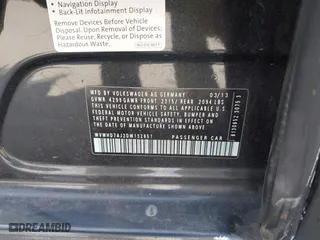 Navigation Display
• Back-Lit Infotainment Display
Remove Devices Before Vehicle
Disposal. Upon Removal of Devices
Please Reuse, Recycle or Dispose as
Hazardous Waste.
MFD BY VOLKSWAGEN AG GERMANY 03/13
GVWR 4299 GAWR FRONT 2315/ REAR 2094 LBS
THIS VEHICLE CONFORMS TO ALL APPLICABLE U.S.
FEDERAL MOTOR VEHICLE SAFETY, BUMPER, AND
THEFT PREVENTION STANDARDS IN EFFECT ON THE
DATE OF MANUFACTURE SHOWN ABOVE.
PASSENGER CAR